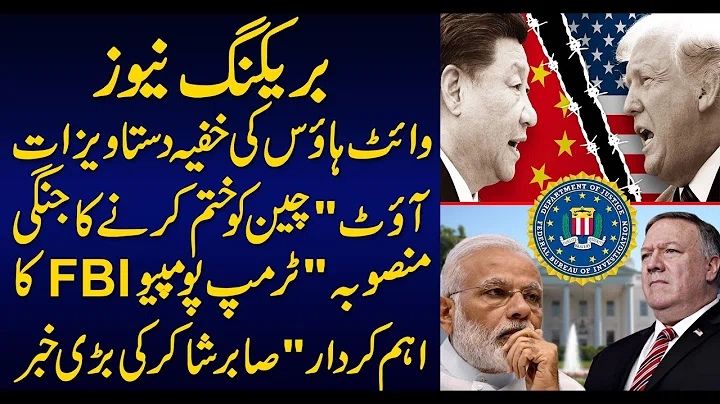 بریکنگ نیوز
وائٹ ہاؤس کی خفیہ دستاویزات
آؤٹ "چین کو ختم کرنے کا جنگی
منصوبہ "ٹرمپ پومپیو FBI کا
اہم کردار "صابر شاکر کی بڑی خبر
DEPARTMENT OF JUSTICE
FEDERAL BUREAU OF INVESTIGATION